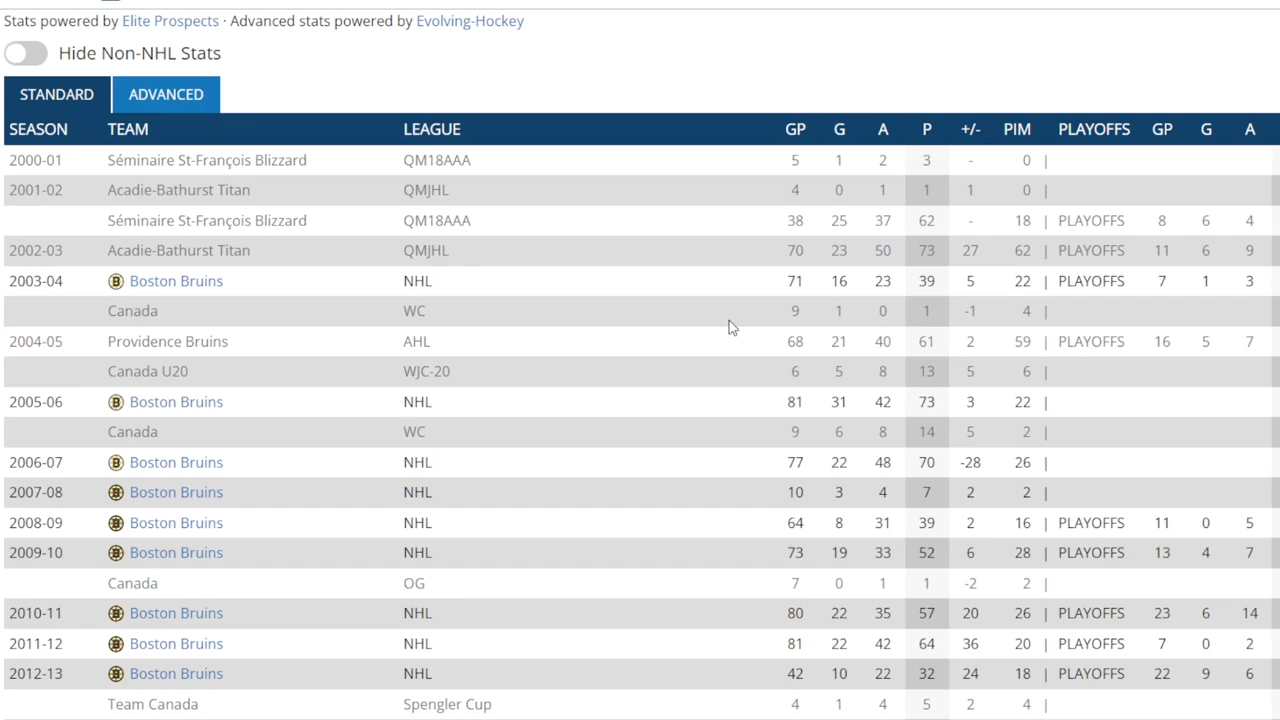 Stats powered by Elite Prospects · Advanced stats powered by Evolving-Hockey
Hide Non-NHL Stats
STANDARD ADVANCED
SEASON TEAM LEAGUE GP G A P +/- PIM PLAYOFFS GP G A
2000-01 Séminaire St-François Blizzard QM18AAA 5 1 2 3 - 0 |
2001-02 Acadie-Bathurst Titan QMJHL 4 0 1 1 1 0 |
Séminaire St-François Blizzard QM18AAA 38 25 37 62 - 18 | PLAYOFFS 8 6 4
2002-03 Acadie-Bathurst Titan QMJHL 70 23 50 73 27 62 | PLAYOFFS 11 6 9
2003-04 Boston Bruins NHL 71 16 23 39 5 22 | PLAYOFFS 7 1 3
Canada WC 9 1 0 1 -1 4 |
2004-05 Providence Bruins AHL 68 21 40 61 2 59 | PLAYOFFS 16 5 7
Canada U20 WJC-20 6 5 8 13 5 6 |
2005-06 Boston Bruins NHL 81 31 42 73 3 22 |
Canada WC 9 6 8 14 5 2 |
2006-07 Boston Bruins NHL 77 22 48 70 -28 26 |
2007-08 Boston Bruins NHL 10 3 4 7 2 2 |
2008-09 Boston Bruins NHL 64 8 31 39 2 16 | PLAYOFFS 11 0 5
2009-10 Boston Bruins NHL 73 19 33 52 6 28 | PLAYOFFS 13 4 7
Canada OG 7 0 1 1 -2 2 |
2010-11 Boston Bruins NHL 80 22 35 57 20 26 | PLAYOFFS 23 6 14
2011-12 Boston Bruins NHL 81 22 42 64 36 20 | PLAYOFFS 7 0 2
2012-13 Boston Bruins NHL 42 10 22 32 24 18 | PLAYOFFS 22 9 6
Team Canada Spengler Cup 4 1 4 5 2 4 |